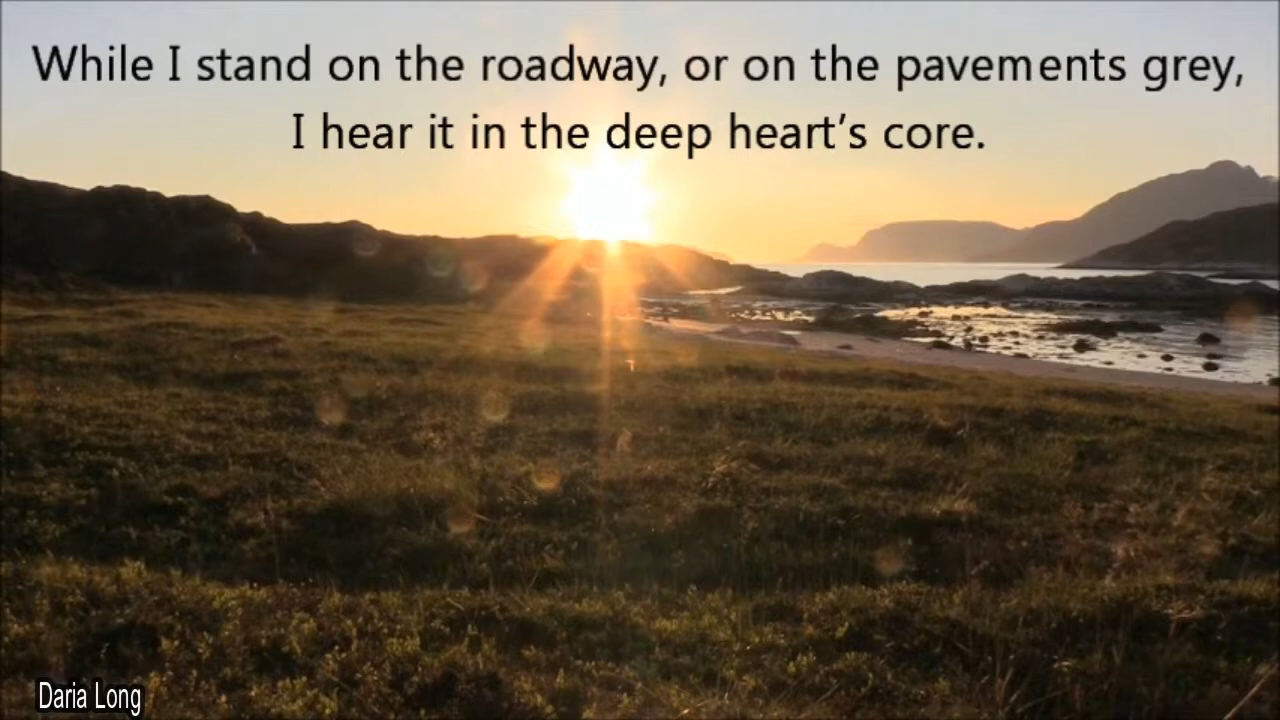 While I stand on the roadway, or on the pavements grey,
I hear it in the deep heart's core.
Daria Long